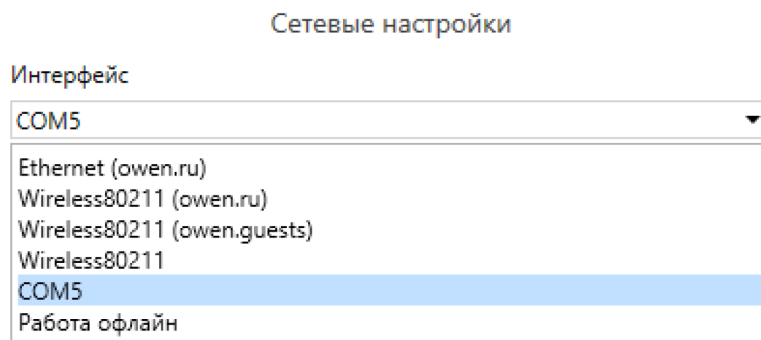 Сетевые настройки
Интерфейс
COM5
Ethernet (owen.ru)
Wireless80211 (owen.ru)
Wireless80211 (owen.guests)
Wireless80211
COM5
Работа офлайн